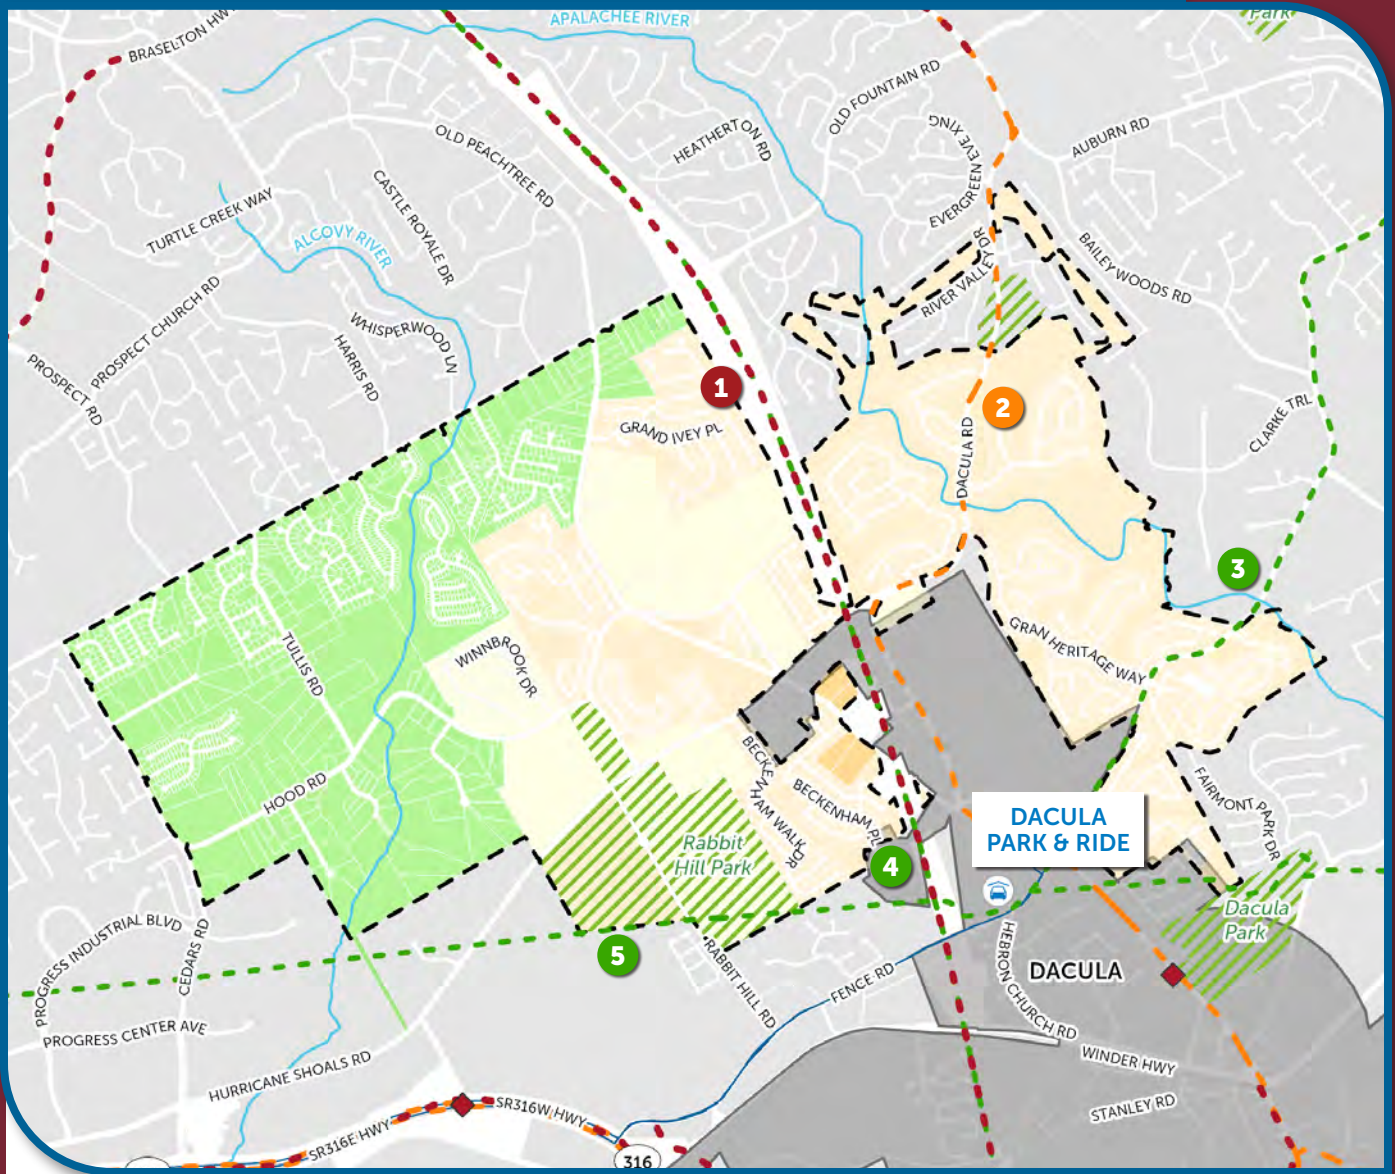 Park
APALACHEE RIVER
BRASELTON HWY
OLD FOUNTAIN RD
HEATHERTON RD
EVERGREEN EVE XING
AUBURN RD
OLD PEACHTREE RD
CASTLE ROYALE DR
TURTLE CREEK WAY
ALCOVY RIVER
BAILEY WOODS RD
RIVER VALLEY DR
PROSPECT CHURCH RD
WHISPERWOOD LN
HARRIS RD
PROSPECT RD
1
2
GRAND IVEY PL
DACULA RD
CLARKE TRL
3
TULLIS RD
WINNBROOK DR
GRAN HERITAGE WAY
HOOD RD
BECKENHAM WALK DR
BECKENHAM PL
FAIRMONT PARK DR
DACULA
PARK & RIDE
Rabbit
Hill Park
4
Dacula
Park
5
PROGRESS INDUSTRIAL BLVD
CEDARS RD
RABBIT HILL RD
FENCE RD
HEBRON CHURCH RD
DACULA
PROGRESS CENTER AVE
HURRICANE SHOALS RD
WINDER HWY
STANLEY RD
SR316E HWY
SR316W HWY
316